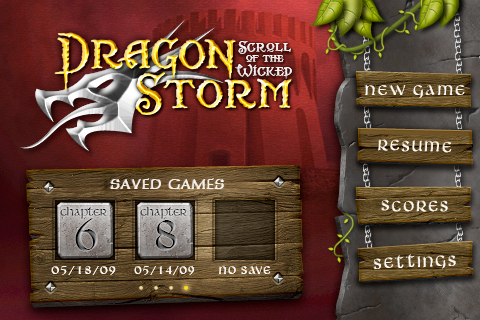 DRAGON
STORM
SCROLL
OF THE
WICKED
NEW GAME
RESUME
SCORES
SETTINGS
SAVED GAMES
chapter
6
05/18/09
chapter
8
05/14/09
NO SAVE